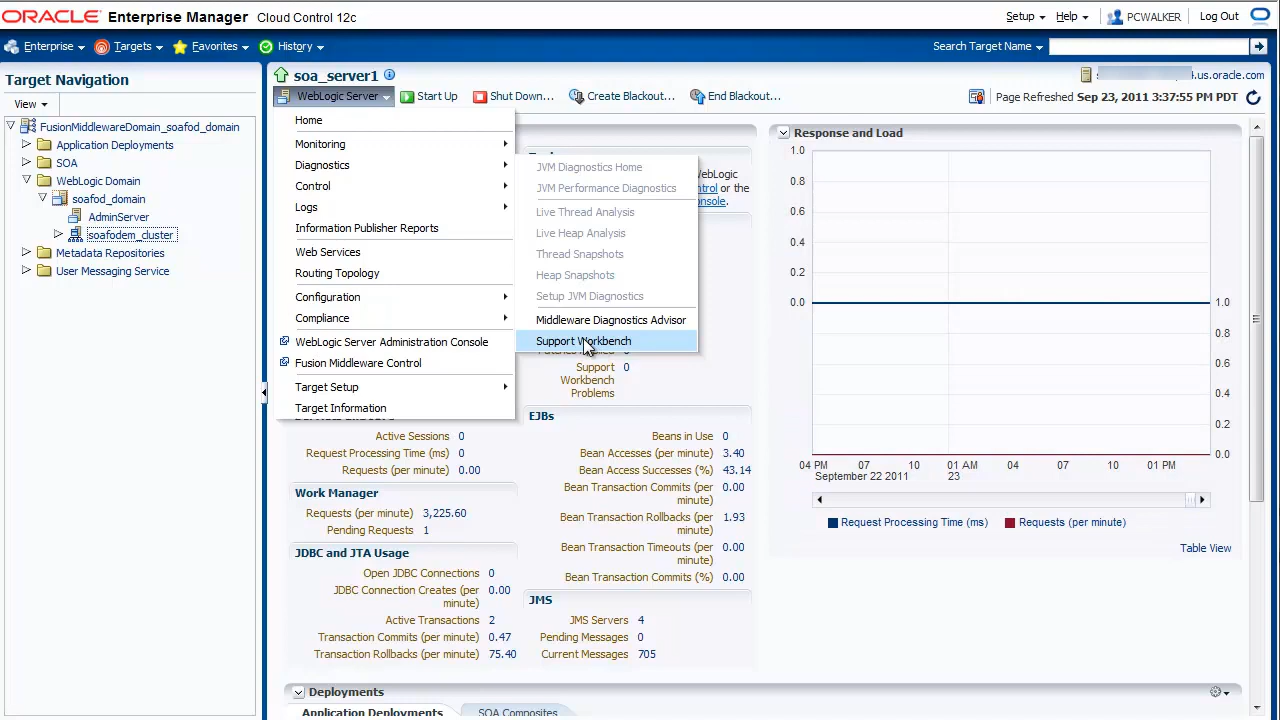 ORACLE Enterprise Manager Cloud Control 12c
Setup Help PCWALKER Log Out
Enterprise Targets Favorites History Search Target Name
Target Navigation
View
FusionMiddlewareDomain_soafod_domain
Application Deployments
SOA
WebLogic Domain
soafod_domain
AdminServer
soafodem_cluster
Metadata Repositories
User Messaging Service
soa_server1
4.us.oracle.com
WebLogic Server Start Up Shut Down... Create Blackout... End Blackout...
Page Refreshed Sep 23, 2011 3:37:55 PM PDT
Home
Monitoring
Diagnostics
Control
Logs
Information Publisher Reports
Web Services
Routing Topology
Configuration
Compliance
WebLogic Server Administration Console
Fusion Middleware Control
Target Setup
Target Information
JVM Diagnostics Home
JVM Performance Diagnostics
Live Thread Analysis
Live Heap Analysis
Thread Snapshots
Heap Snapshots
Setup JVM Diagnostics
Middleware Diagnostics Advisor
Support Workbench
or the
Support 0
Workbench
Problems
Active Sessions 0
Request Processing Time (ms) 0
Requests (per minute) 0.00
Work Manager
Requests (per minute) 3,225.60
Pending Requests 1
JDBC and JTA Usage
Open JDBC Connections 0
JDBC Connection Creates (per 0.00
minute)
Active Transactions 2
Transaction Commits (per minute) 0.47
Transaction Rollbacks (per minute) 75.40
EJBs
Beans in Use 0
Bean Accesses (per minute) 3.40
Bean Access Successes (%) 43.14
Bean Transaction Commits (per 0.00
minute)
Bean Transaction Rollbacks (per 1.93
minute)
Bean Transaction Timeouts (per 0.00
minute)
Bean Transaction Commits (%) 0.00
JMS
JMS Servers 4
Pending Messages 0
Current Messages 705
Response and Load
1.0
0.8
0.6
0.4
0.2
0.0 1.0
0.8
0.6
0.4
0.2
0.0
04 PM 07 10 01 AM 04 07 10 01 PM
September 22 2011 23
Request Processing Time (ms) Requests (per minute)
Table View
Deployments
Application Deployments SOA Composites